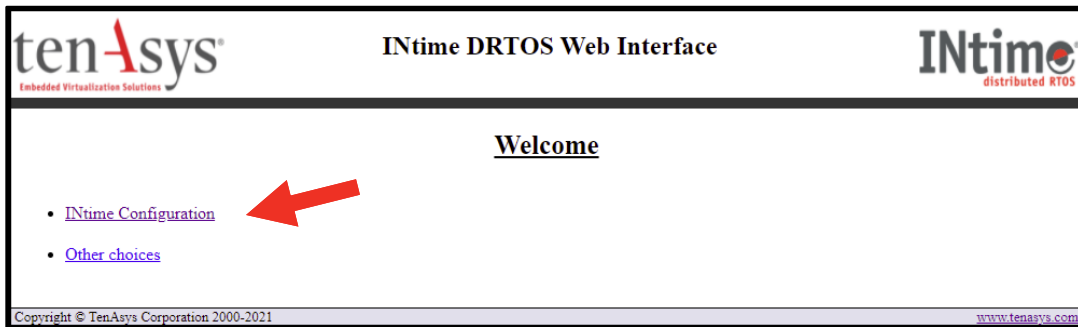 tenAsys
Embedded Virtualization Solutions
INtime DRTOS Web Interface
INtime
distributed RTOS
Welcome
INtime Configuration
Other choices
Copyright © TenAsys Corporation 2000-2021
www.tenasys.com